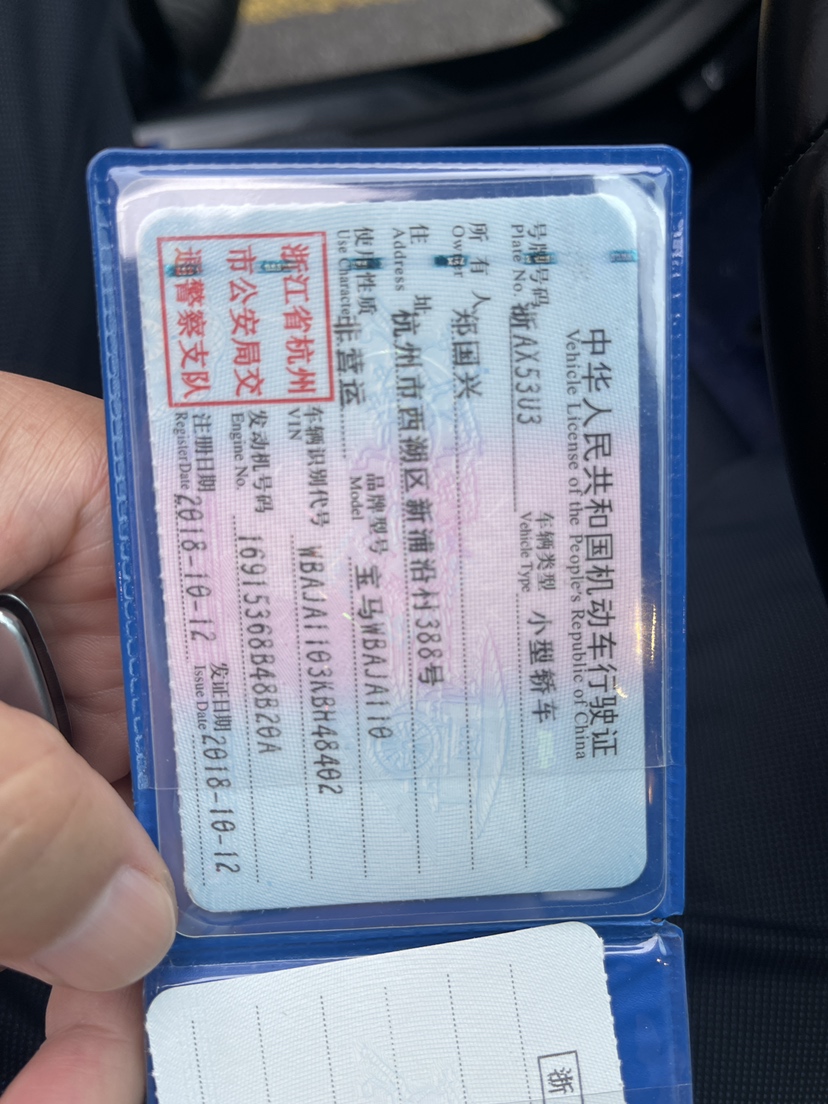 中华人民共和国机动车行驶证
Vehicle License of the People's Republic of China
号牌号码 浙AX53U3 车辆类型 小型轿车
Plate No. Vehicle Type
所有人 郑国兴
Owner
住址 杭州市西湖区新浦沿村388号
Address
使用性质 非营运 品牌型号 宝马WBAJA110
Use Character Model
浙江省杭州
市公安局交
通警察支队
车辆识别代号 WBAJA1103KBH48402
VIN
发动机号码 16915368B48B20A
Engine No.
注册日期 2018-10-12 发证日期 2018-10-12
Register Date Issue Date
浙